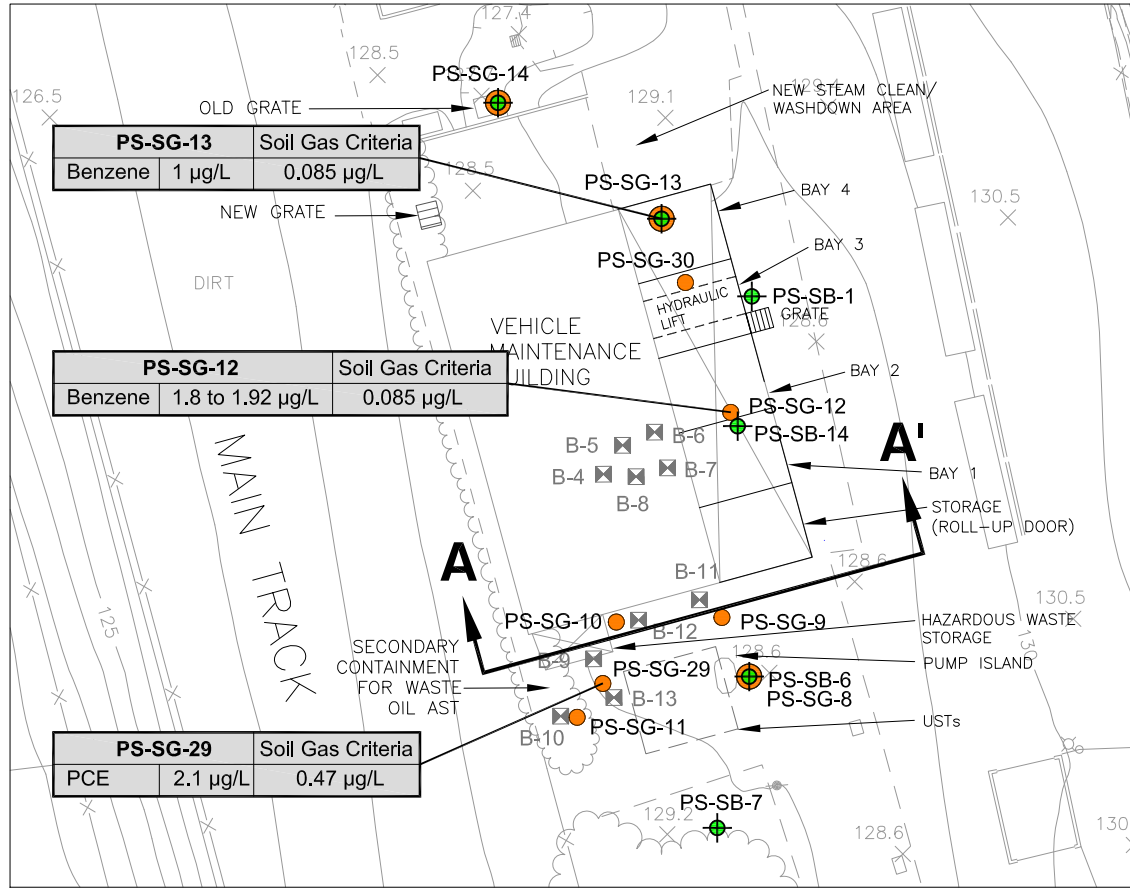 127.4
128.5
127.7
PS-SG-14
129.4
126.5
OLD GRATE
129.1
NEW STEAM CLEAN/
WASHDOWN AREA
PS-SG-13 Soil Gas Criteria
Benzene 1 µg/L 0.085 µg/L
128.5
PS-SG-13
BAY 4
130.5
NEW GRATE
BAY 3
PS-SG-30
DIRT
HYDRAULIC
LIFT
PS-SB-1
GRATE
128.6
VEHICLE
MAINTENANCE
BUILDING
PS-SG-12 Soil Gas Criteria
Benzene 1.8 to 1.92 µg/L 0.085 µg/L
BAY 2
PS-SG-12
PS-SB-14
B-6
B-5
B-7
B-4
B-8
A'
MAIN TRACK
BAY 1
STORAGE
(ROLL-UP DOOR)
A
128.6
B-11
125
PS-SG-10
B-12
PS-SG-9
130.5
HAZARDOUS WASTE
STORAGE
SECONDARY
CONTAINMENT
FOR WASTE
OIL AST
B-9
PS-SG-29
128.6
130
PUMP ISLAND
PS-SB-6
PS-SG-8
B-13
B-10
PS-SG-11
USTs
PS-SG-29 Soil Gas Criteria
PCE 2.1 µg/L 0.47 µg/L
PS-SB-7
129.2
128.6
130